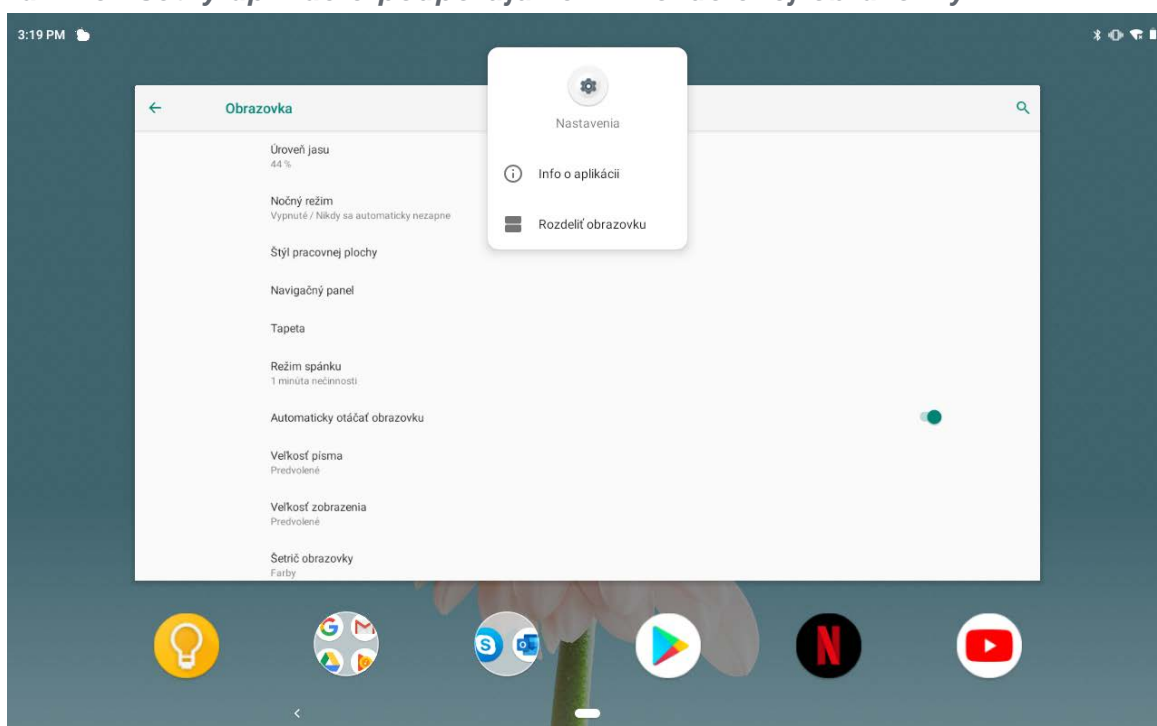 3:19 PM
Nastavenia
Info o aplikácii
Rozdeliť obrazovku
Obrazovka
Úroveň jasu
44 %
Nočný režim
Vypnuté / Nikdy sa automaticky nezapne
Štýl pracovnej plochy
Navigačný panel
Tapeta
Režim spánku
1 minúta nečinnosti
Automaticky otáčať obrazovku
Veľkosť písma
Predvolené
Veľkosť zobrazenia
Predvolené
Šetrič obrazovky
Farby